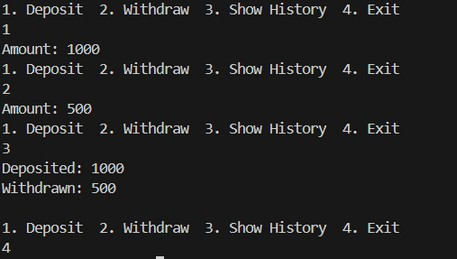 1. Deposit  2. Withdraw  3. Show History  4. Exit
1
Amount: 1000
1. Deposit  2. Withdraw  3. Show History  4. Exit
2
Amount: 500
1. Deposit  2. Withdraw  3. Show History  4. Exit
3
Deposited: 1000
Withdrawn: 500

1. Deposit  2. Withdraw  3. Show History  4. Exit
4